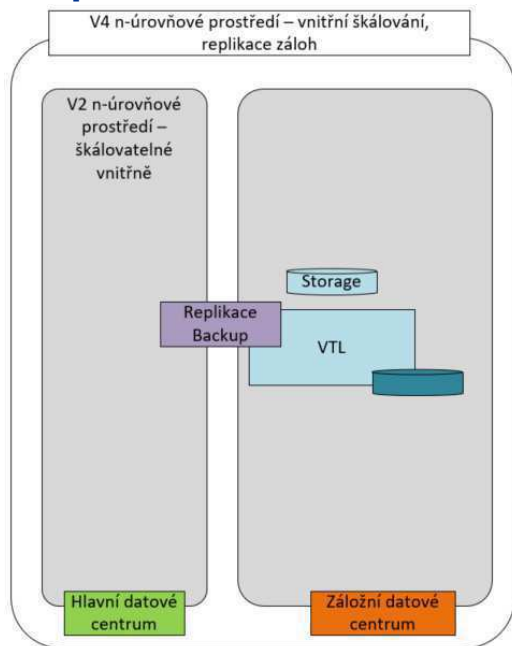 V4 n-úrovňové prostředí – vnitřní škálování,
replikace záloh
V2 n-úrovňové
prostředí –
škálovatelné
vnitřně
Storage
Replikace
Backup
VTL
Hlavní datové
centrum
Záložní datové
centrum